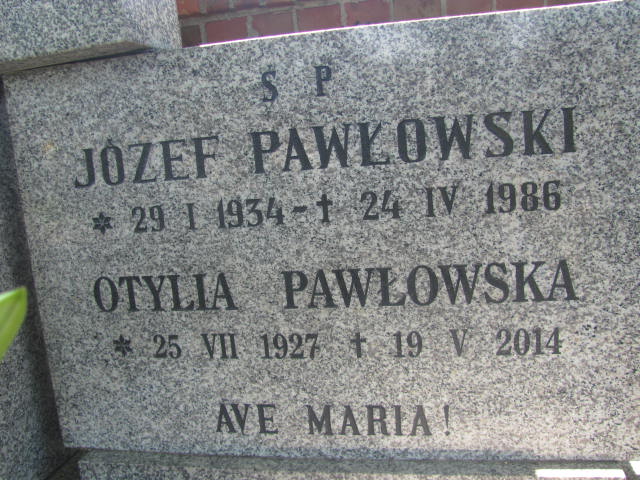 Ś P
JÓZEF PAWŁOWSKI
* 29 I 1934 - † 24 IV 1986
OTYLIA PAWŁOWSKA
* 25 VII 1927 † 19 V 2014
AVE MARIA!